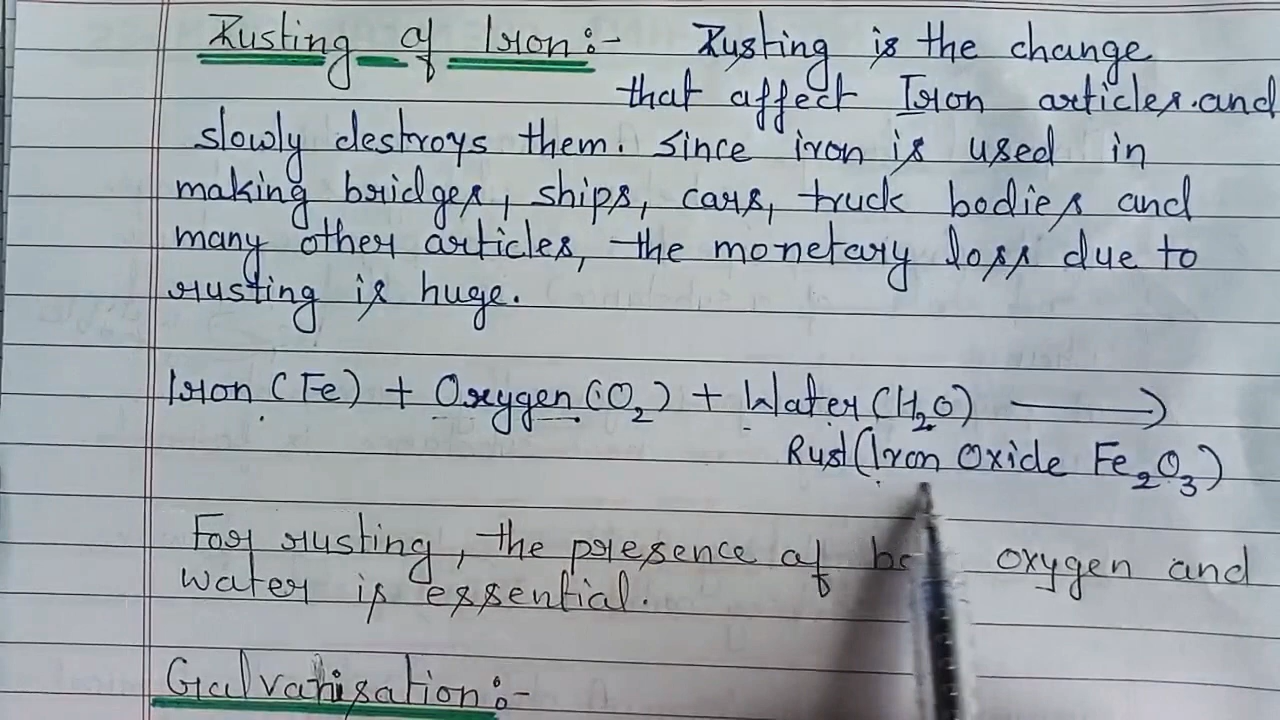 Rusting of Iron:- Rusting is the change
that affect Iron articles.and
slowly destroys them. Since iron is used in
making bridges, ships, cars, truck bodies and
many other articles, the monetary loss due to
rusting is huge.
Iron (Fe) + Oxygen (O₂) + Water (H₂O) ⟶
Rust (Iron Oxide Fe₂O₃)
For rusting, the presence of oxygen and
water is essential.
Galvanisation:-